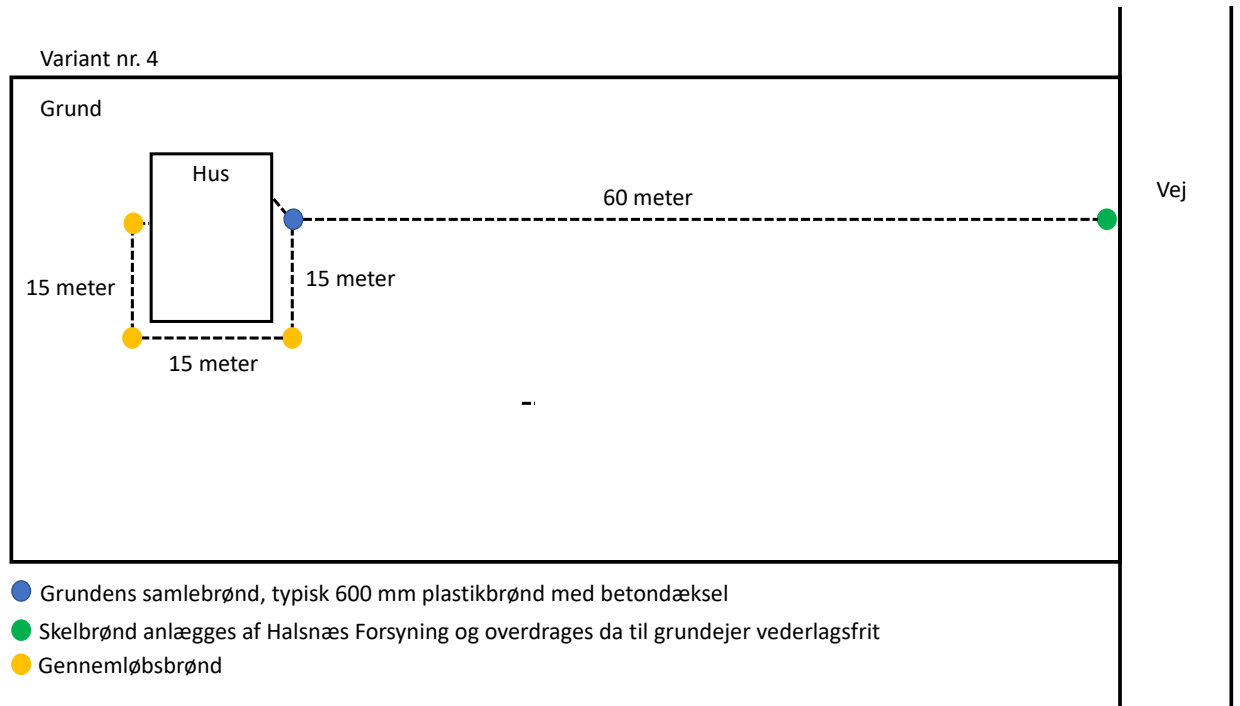 Variant nr. 4
Grund
Hus
60 meter
Vej
15 meter
15 meter
15 meter
Grundens samlebrønd, typisk 600 mm plastikbrønd med betondæksel
Skelbrønd anlægges af Halsnæs Forsyning og overdrages da til grundejer vederlagsfrit
Gennemløbsbrønd